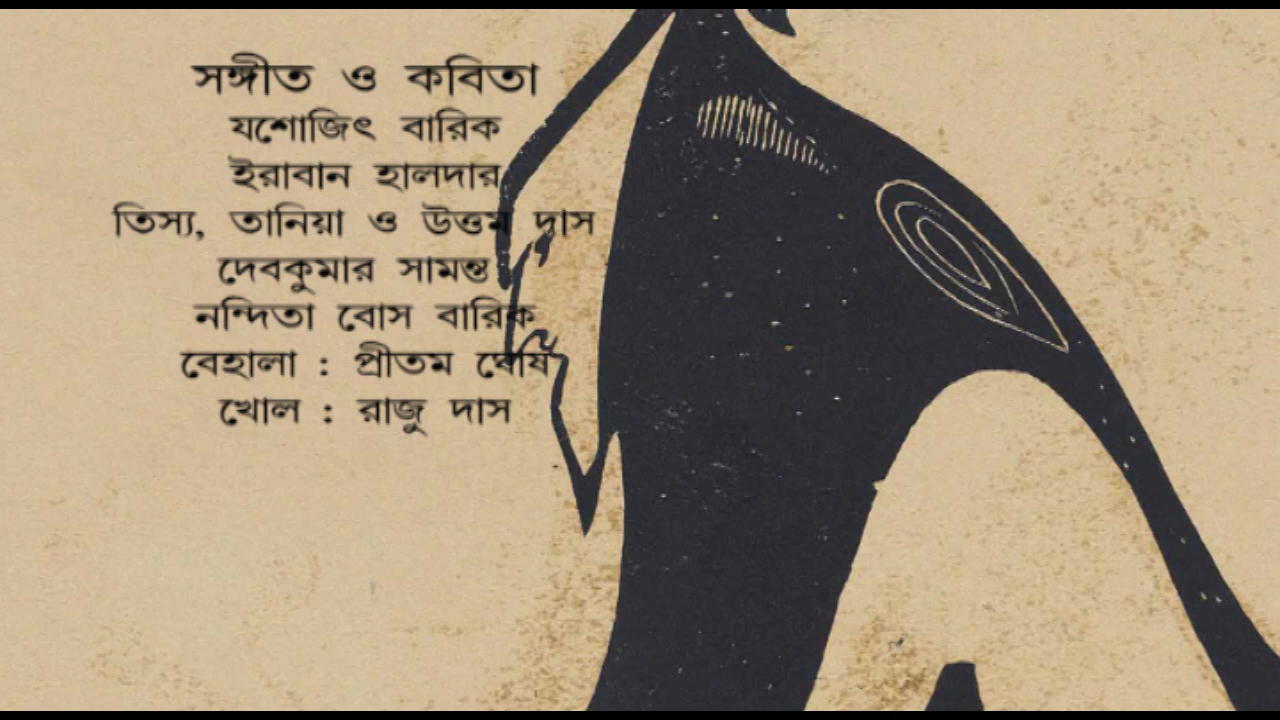 সঙ্গীত ও কবিতা
যশোজিৎ বারিক
ইরাবান হালদার
তিস্য, তানিয়া ও উত্তম দাস
দেবকুমার সামন্ত
নন্দিতা বোস বারিক
বেহালা : প্রীতম ঘোষ
খোল : রাজু দাস